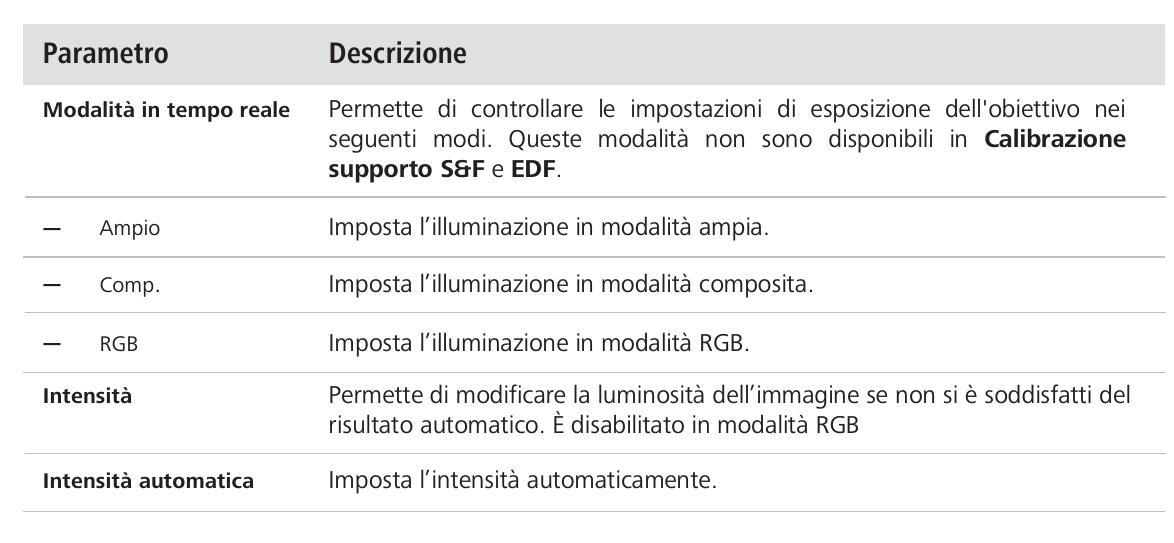 Parametro Descrizione
Modalità in tempo reale Permette di controllare le impostazioni di esposizione dell'obiettivo nei
seguenti modi. Queste modalità non sono disponibili in Calibrazione
supporto S&F e EDF.
— Ampio Imposta l’illuminazione in modalità ampia.
— Comp. Imposta l’illuminazione in modalità composita.
— RGB Imposta l’illuminazione in modalità RGB.
Intensità Permette di modificare la luminosità dell’immagine se non si è soddisfatti del
risultato automatico. È disabilitato in modalità RGB
Intensità automatica Imposta l’intensità automaticamente.